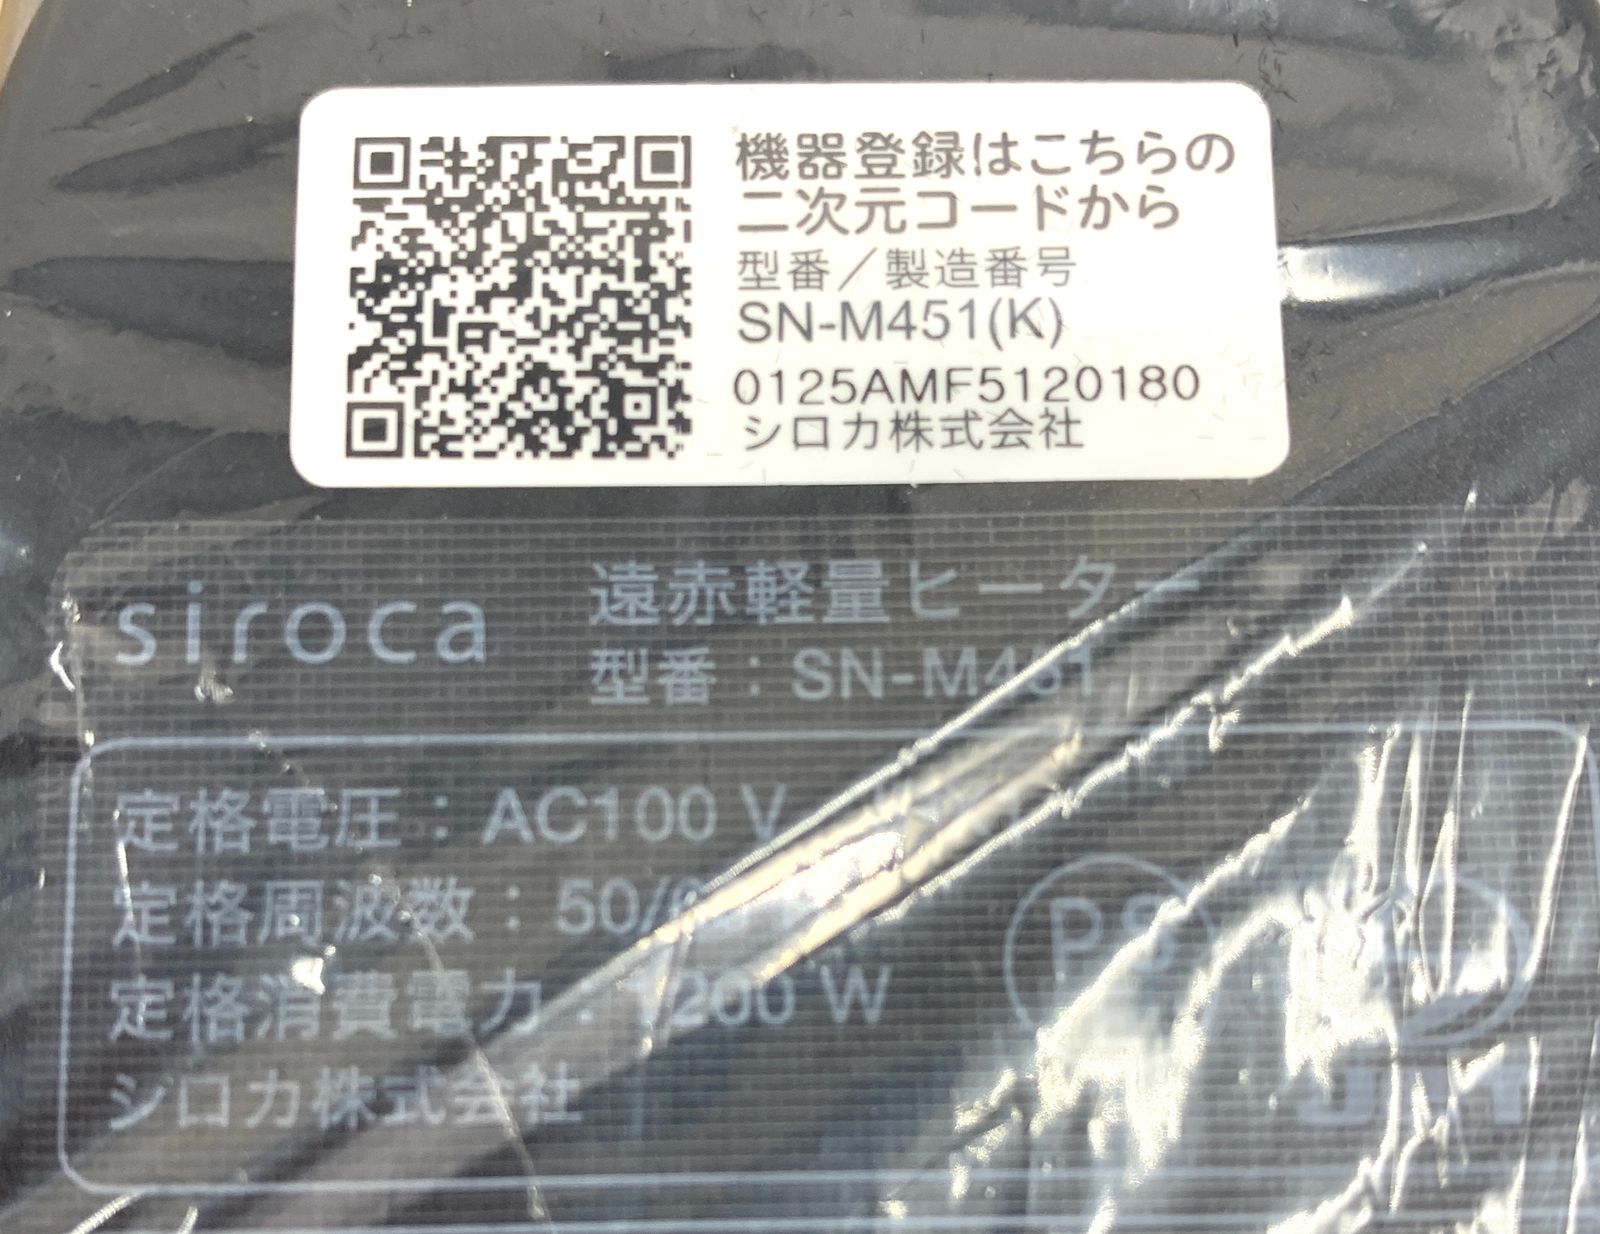 機器登録はこちらの
二次元コードから
型番／製造番号
SN-M451(K)
0125AMF5120180
シロカ株式会社
siroca
遠赤軽量ヒーター
型番：SN-M451
定格電圧：AC100 V
定格周波数：50/
定格消費電力：1200 W
シロカ株式会社
PS